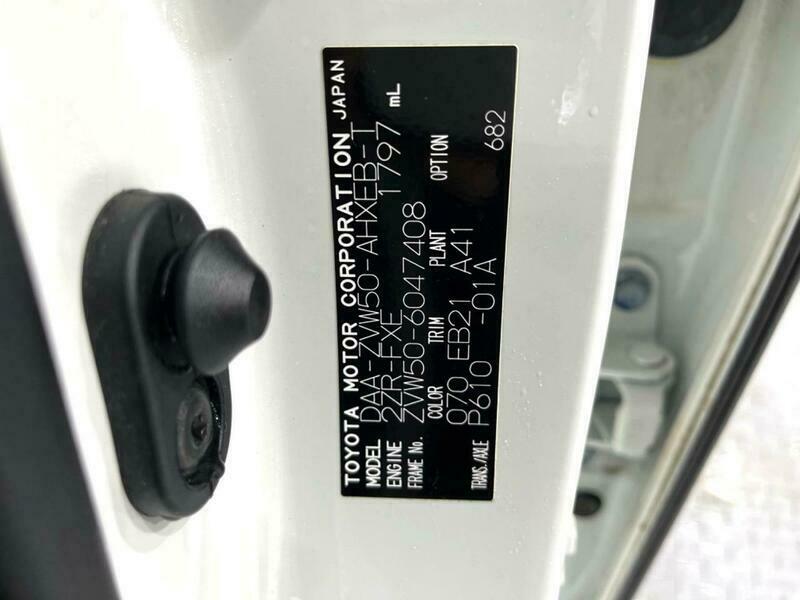 TOYOTA MOTOR CORPORATION JAPAN
MODEL DAA-ZVW50-AHXEB-T
ENGINE 2ZR-FXE 1797 mL
FRAME No. ZVW50-6047408
COLOR TRIM PLANT OPTION
070 EB21 A41 682
TRANS./AXLE P610 -01A